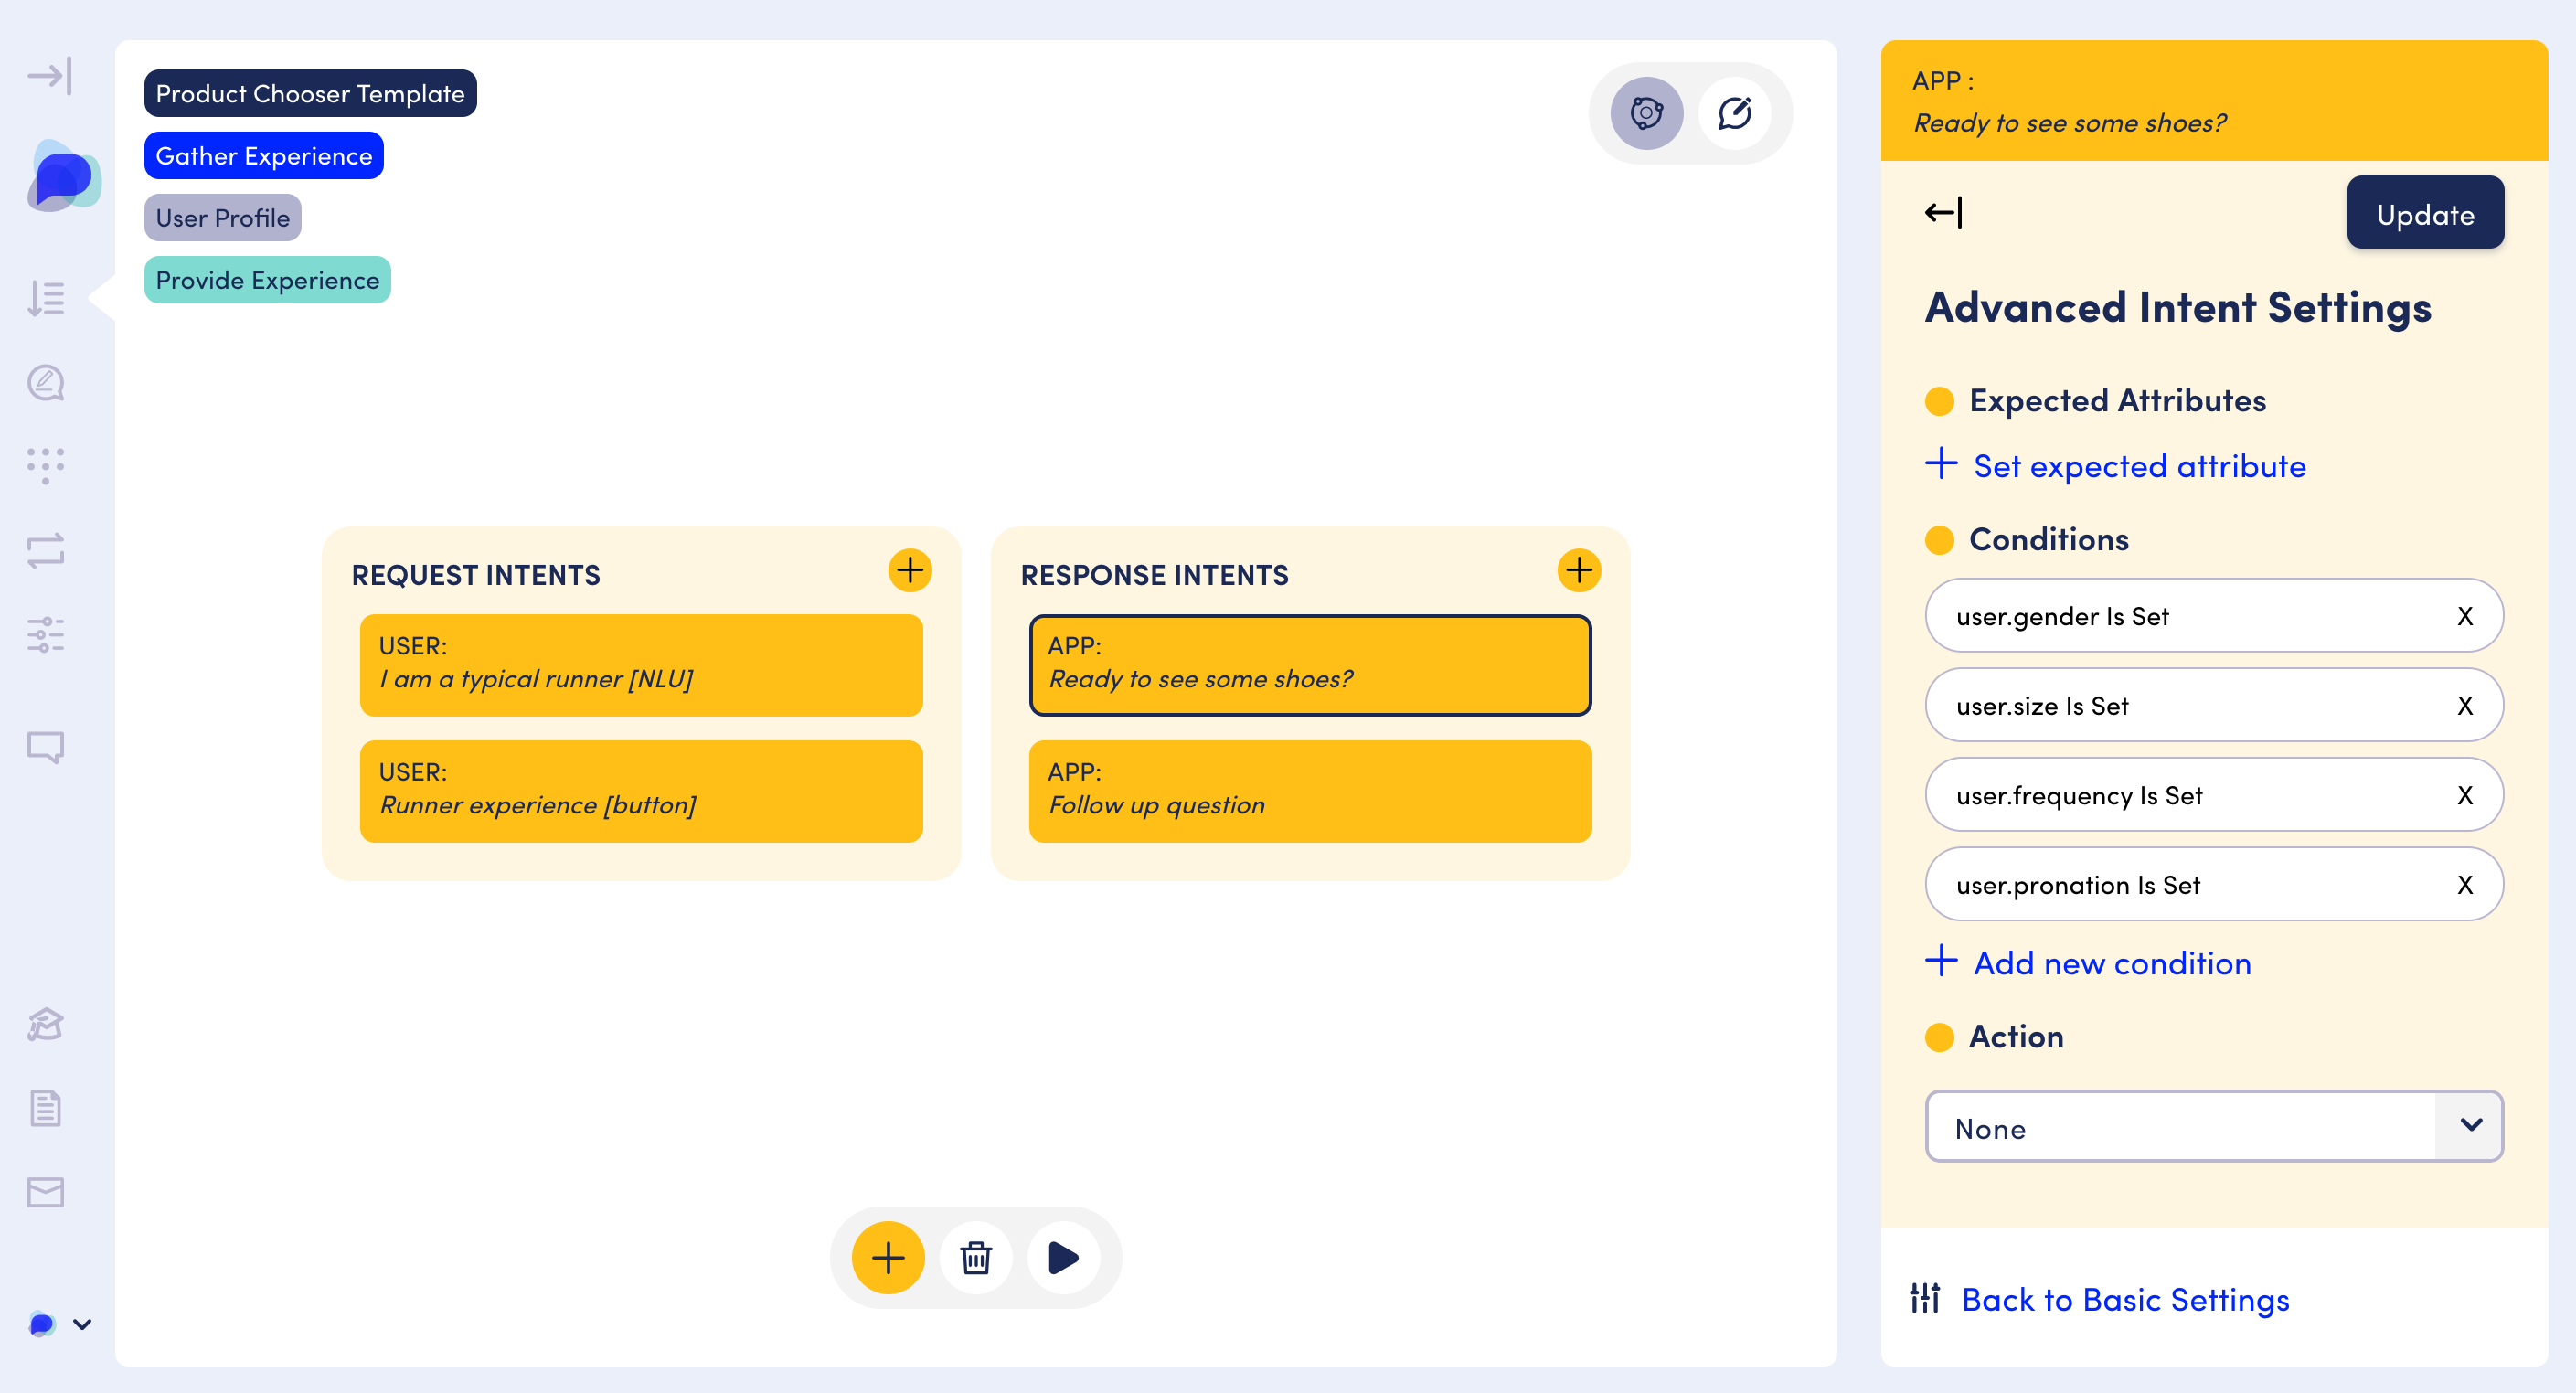 Product Chooser Template
Gather Experience
User Profile
Provide Experience
REQUEST INTENTS
USER:
I am a typical runner [NLU]
USER:
Runner experience [button]
RESPONSE INTENTS
APP:
Ready to see some shoes?
APP:
Follow up question
APP :
Ready to see some shoes?
Update
Advanced Intent Settings
Expected Attributes
Set expected attribute
Conditions
user.gender Is Set X
user.size Is Set X
user.frequency Is Set X
user.pronation Is Set X
Add new condition
Action
None
Back to Basic Settings